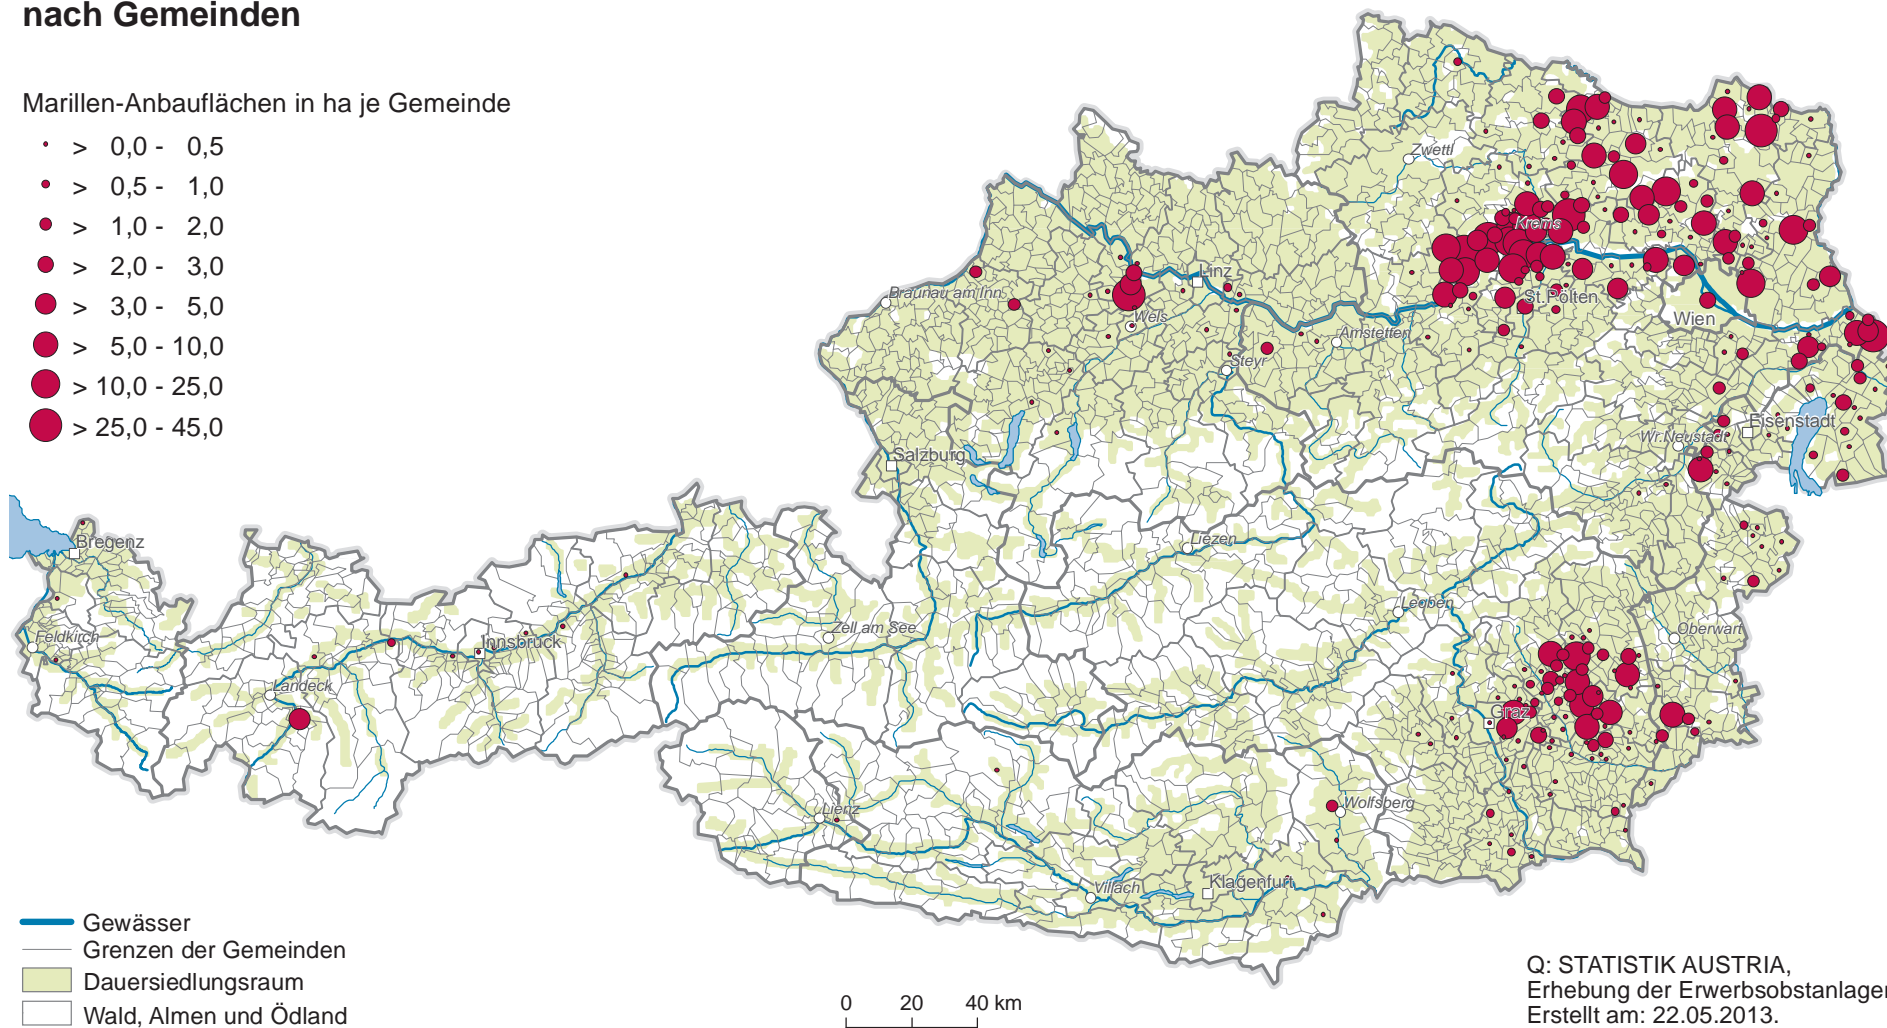 nach Gemeinden
Marillen-Anbauflächen in ha je Gemeinde
> 0,0 - 0,5
> 0,5 - 1,0
> 1,0 - 2,0
> 2,0 - 3,0
> 3,0 - 5,0
> 5,0 - 10,0
> 10,0 - 25,0
> 25,0 - 45,0
Zwettl
Krems
Linz
Braunau am Inn
St.Pölten
Wels
Wien
Amstetten
Steyr
Eisenstadt
Wr.Neustadt
Salzburg
Bregenz
Liezen
Leoben
Feldkirch
Innsbruck
Zell am See
Oberwart
Landeck
Graz
Lienz
Wolfsberg
Villach
Klagenfurt
Gewässer
Grenzen der Gemeinden
Dauersiedlungsraum
Wald, Almen und Ödland
0 20 40 km
Q: STATISTIK AUSTRIA,
Erhebung der Erwerbsobstanlagen
Erstellt am: 22.05.2013.